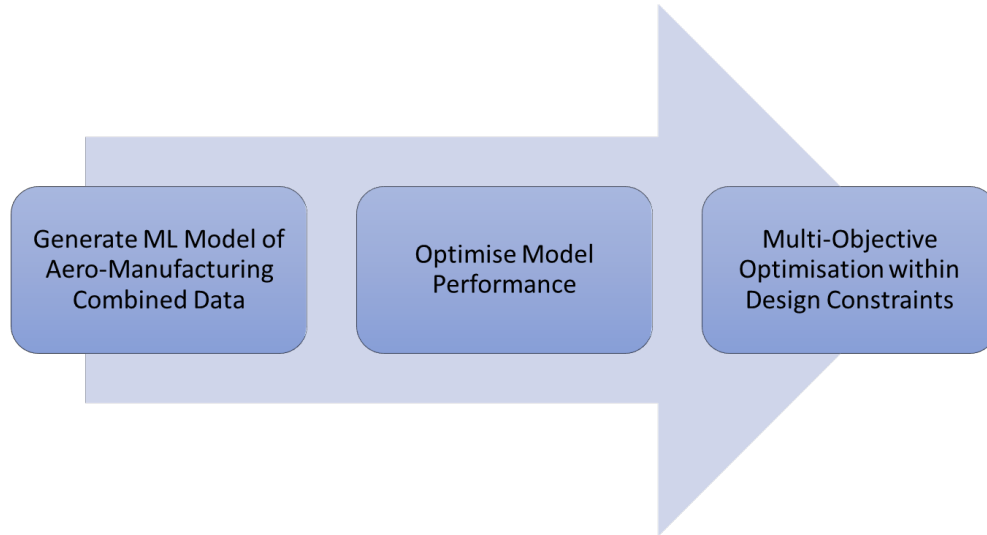 Generate ML Model of
Aero-Manufacturing
Combined Data
Optimise Model
Performance
Multi-Objective
Optimisation within
Design Constraints